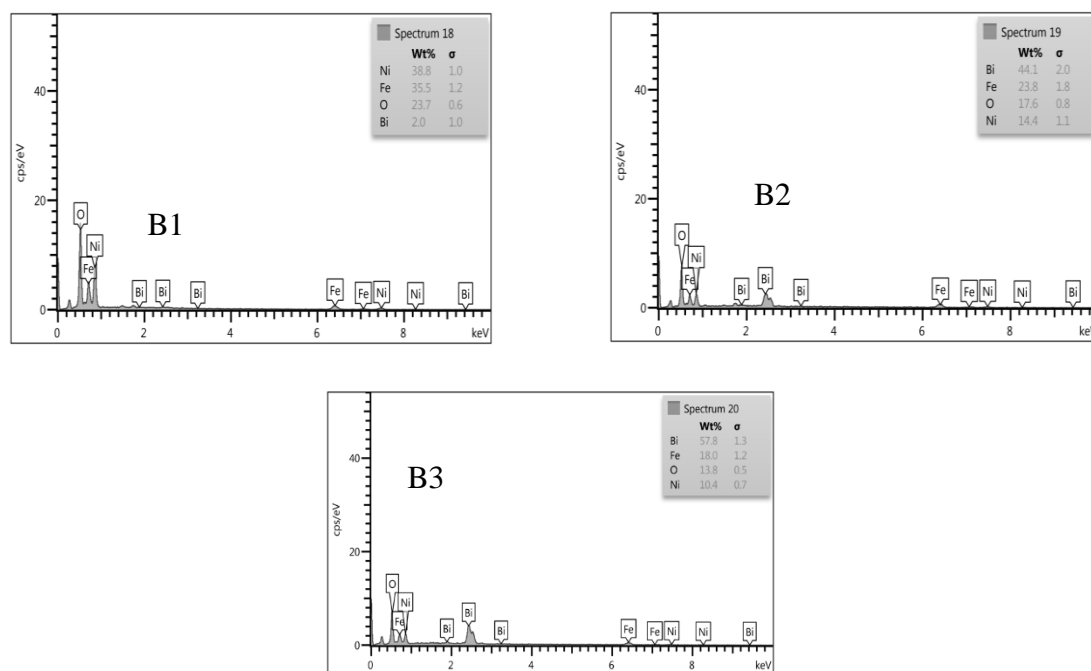 Spectrum 18
Wt% σ
Ni 38.8 1.0
Fe 35.5 1.2
O 23.7 0.6
Bi 2.0 1.0
cps/eV
40
20
0
B1
O
Ni
Fe
Bi Bi Bi Fe Fe Ni Ni Bi
0 2 4 6 8 keV
Spectrum 19
Wt% σ
Bi 44.1 2.0
Fe 23.8 1.8
O 17.6 0.8
Ni 14.4 1.1
cps/eV
40
20
0
B2
O
Ni
Fe
Bi Bi Bi Fe Fe Ni Ni Bi
0 2 4 6 8 keV
Spectrum 20
Wt% σ
Bi 57.8 1.3
Fe 18.0 1.2
O 13.8 0.5
Ni 10.4 0.7
cps/eV
40
20
0
B3
O
Ni
Fe
Bi Bi Bi Fe Fe Ni Ni Bi
0 2 4 6 8 keV